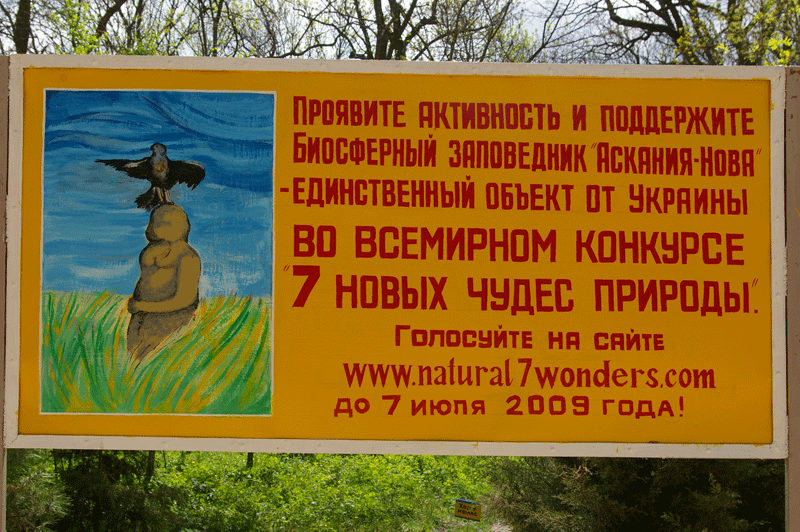 Проявите активность и поддержите
Биосферный заповедник "Аскания-Нова"
-единственный объект от Украины
во всемирном конкурсе
"7 новых чудес природы".
Голосуйте на сайте
www.natural7wonders.com
до 7 июля 2009 года!